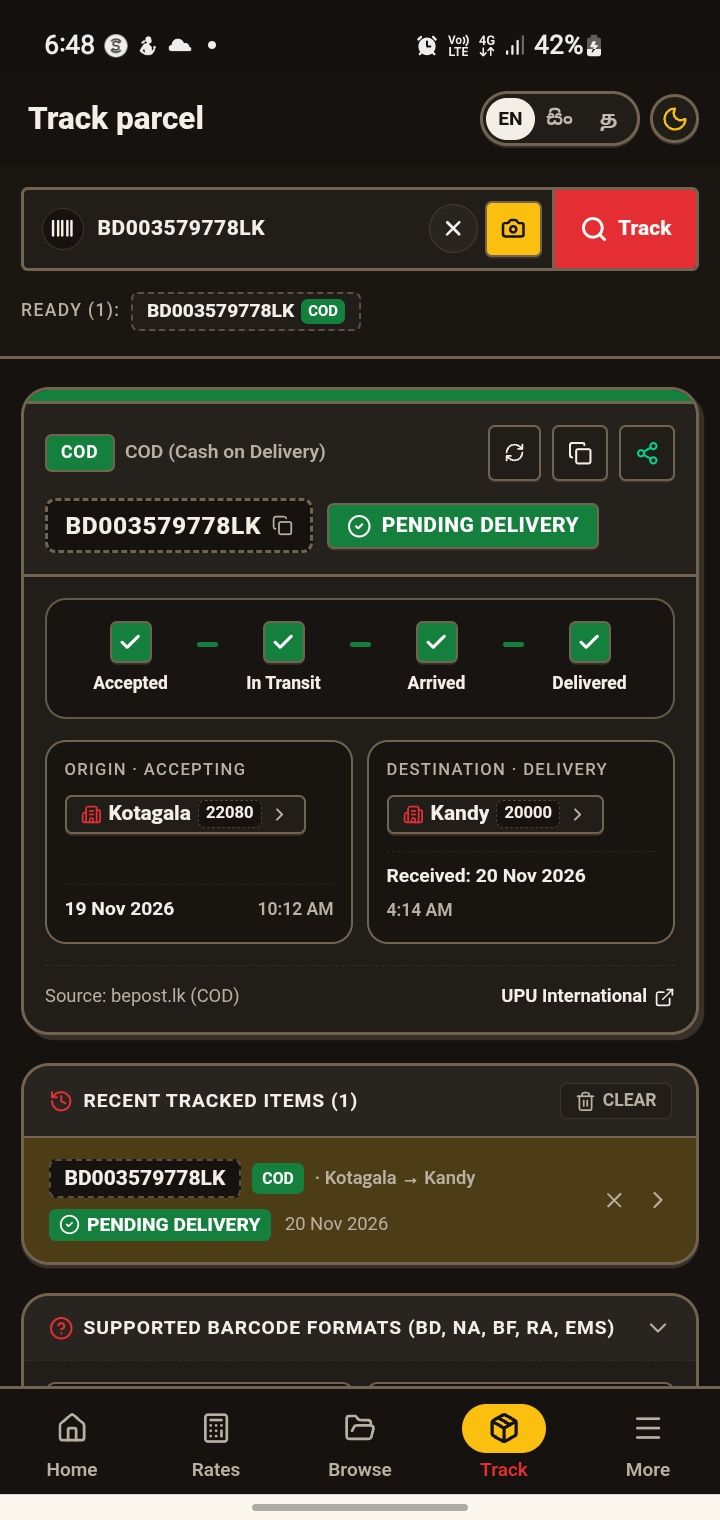 6:48
Vo)) LTE 4G 42%
Track parcel
EN සිං த
BD003579778LK Track
READY (1): BD003579778LK COD
COD COD (Cash on Delivery)
BD003579778LK PENDING DELIVERY
Accepted In Transit Arrived Delivered
ORIGIN · ACCEPTING
Kotagala 22080
19 Nov 2026 10:12 AM
DESTINATION · DELIVERY
Kandy 20000
Received: 20 Nov 2026
4:14 AM
Source: bepost.lk (COD) UPU International
RECENT TRACKED ITEMS (1) CLEAR
BD003579778LK COD · Kotagala → Kandy
PENDING DELIVERY 20 Nov 2026
SUPPORTED BARCODE FORMATS (BD, NA, BF, RA, EMS)
Home Rates Browse Track More